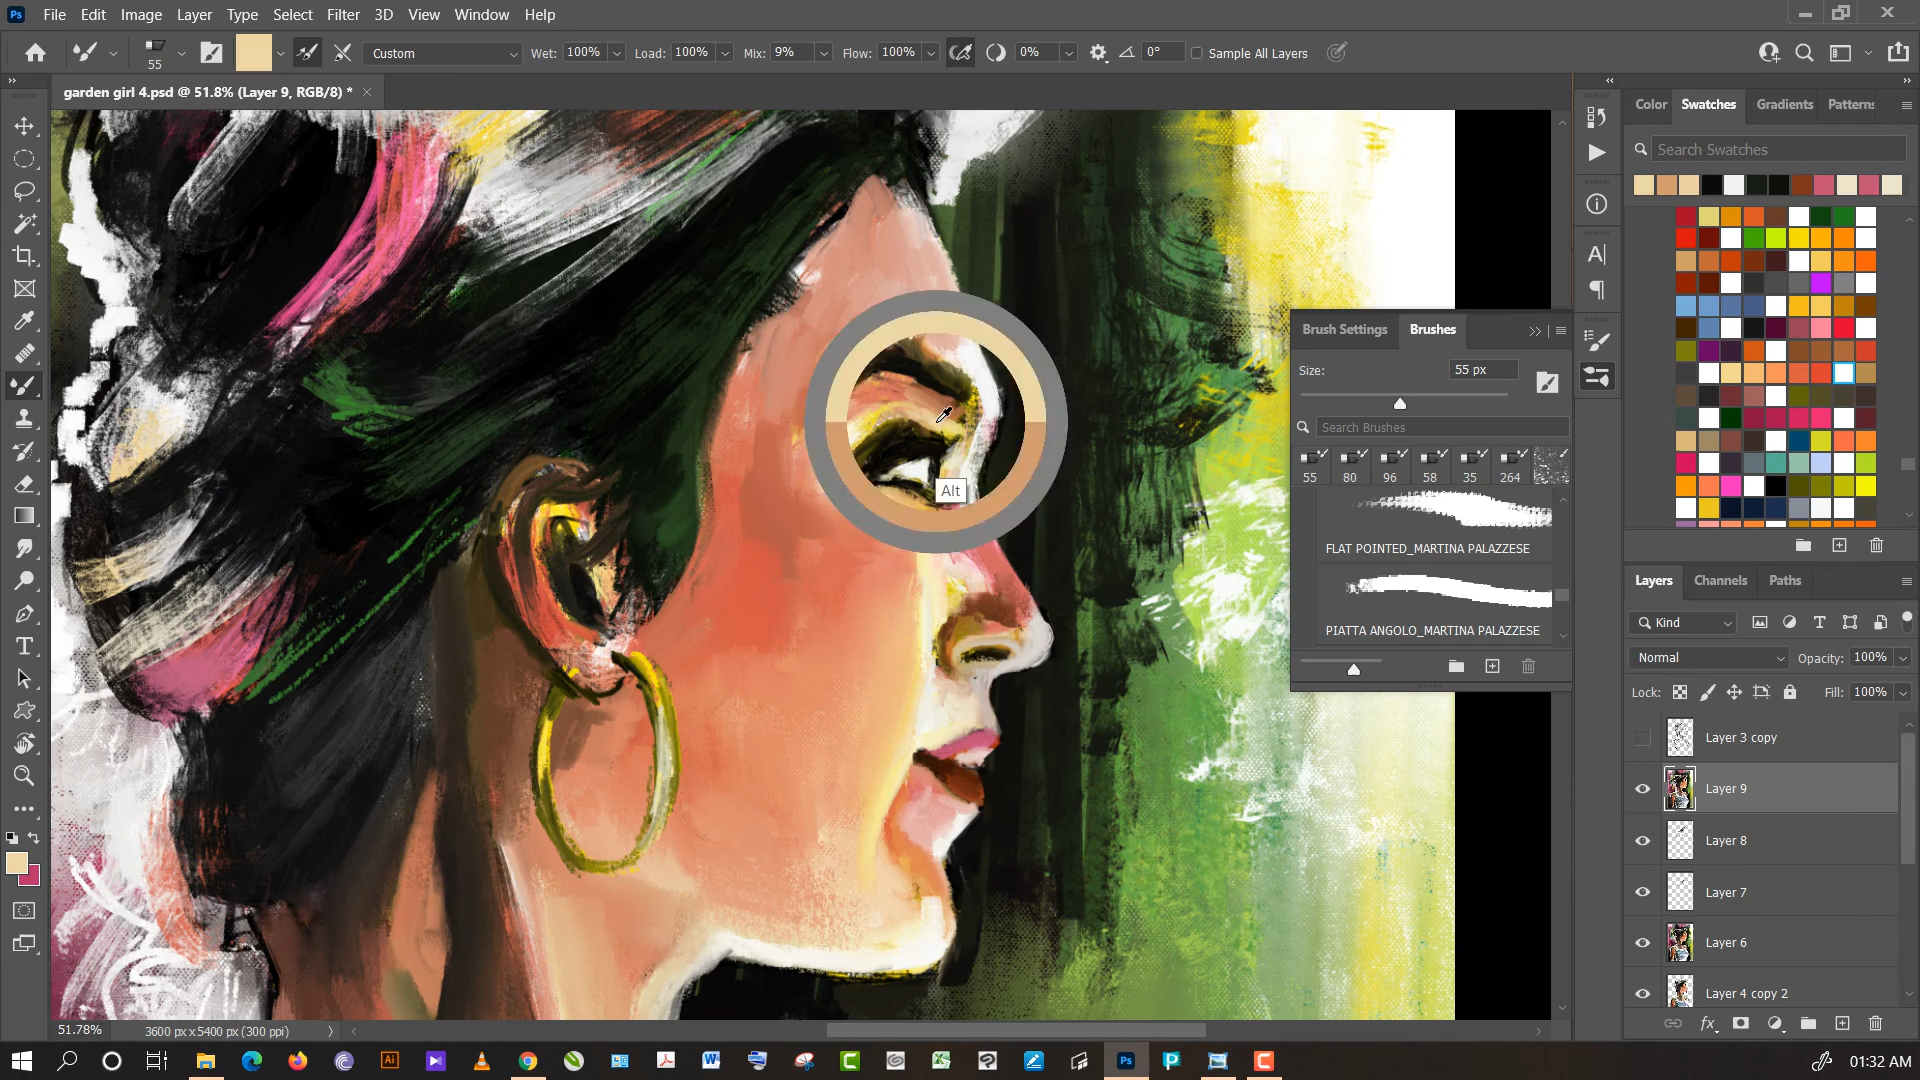 Ps File Edit Image Layer Type Select Filter 3D View Window Help
55 Custom Wet: 100% Load: 100% Mix: 9% Flow: 100% 0% 0° Sample All Layers
garden girl 4.psd @ 51.8% (Layer 9, RGB/8) *
Color Swatches Gradients Patterns
Search Swatches
Brush Settings Brushes
Size: 55 px
Search Brushes
55 80 96 58 35 264
FLAT POINTED_MARTINA PALAZZESE
PIATTA ANGOLO_MARTINA PALAZZESE
Alt
Layers Channels Paths
Kind
Normal Opacity: 100%
Lock: Fill: 100%
Layer 3 copy
Layer 9
Layer 8
Layer 7
Layer 6
Layer 4 copy 2
fx
51.78% 3600 px x 5400 px (300 ppi)
Ai Ps 01:32 AM